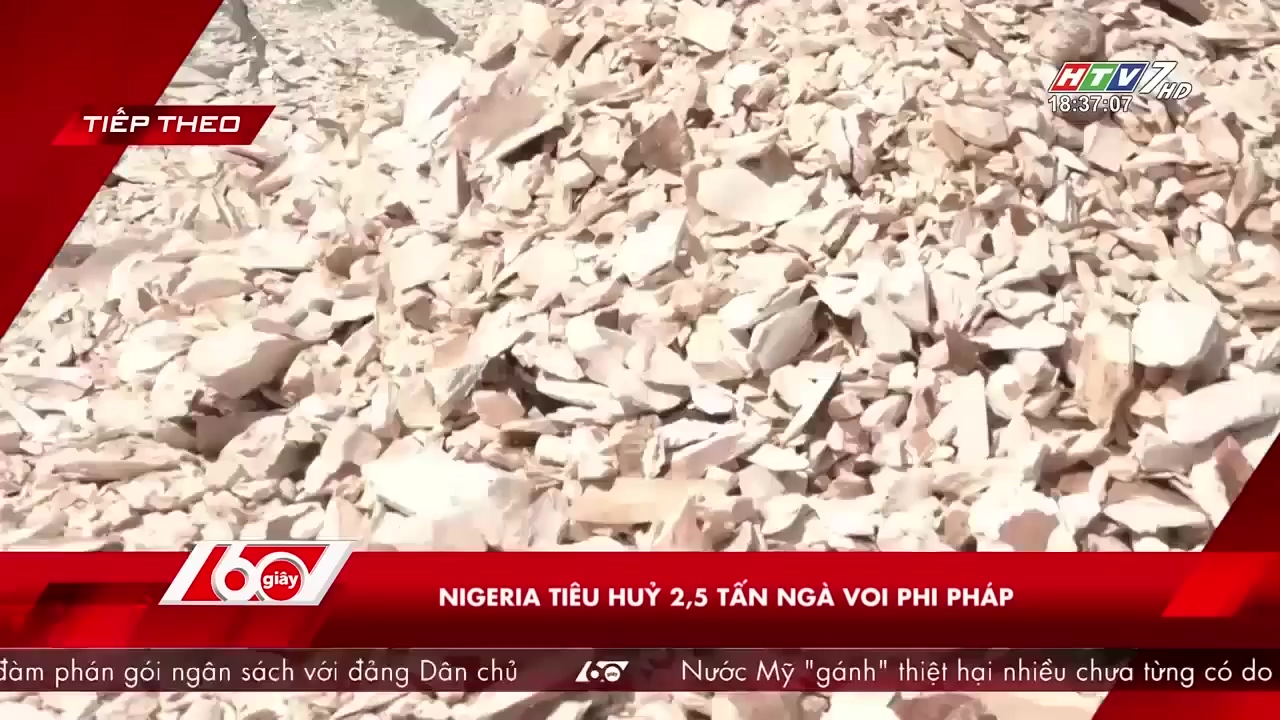 HTV7 HD
18:37:07
TIẾP THEO
60 giây
NIGERIA TIÊU HUỶ 2,5 TẤN NGÀ VOI PHI PHÁP
đàm phán gói ngân sách với đảng Dân chủ 60 giây Nước Mỹ "gánh" thiệt hại nhiều chưa từng có do